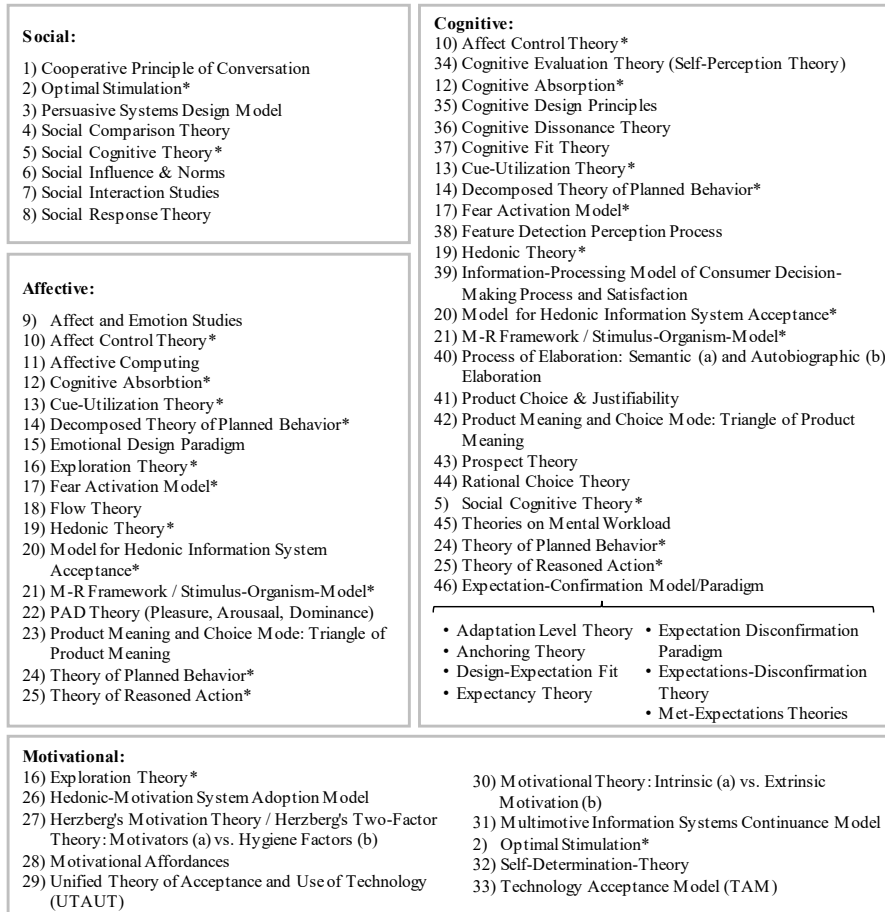 Social:
1) Cooperative Principle of Conversation
2) Optimal Stimulation*
3) Persuasive Systems Design Model
4) Social Comparison Theory
5) Social Cognitive Theory*
6) Social Influence & Norms
7) Social Interaction Studies
8) Social Response Theory
Affective:
9) Affect and Emotion Studies
10) Affect Control Theory*
11) Affective Computing
12) Cognitive Absorbtion*
13) Cue-Utilization Theory*
14) Decomposed Theory of Planned Behavior*
15) Emotional Design Paradigm
16) Exploration Theory*
17) Fear Activation Model*
18) Flow Theory
19) Hedonic Theory*
20) Model for Hedonic Information System
Acceptance*
21) M-R Framework / Stimulus-Organism-Model*
22) PAD Theory (Pleasure, Arousaal, Dominance)
23) Product Meaning and Choice Mode: Triangle of
Product Meaning
24) Theory of Planned Behavior*
25) Theory of Reasoned Action*
Cognitive:
10) Affect Control Theory*
34) Cognitive Evaluation Theory (Self-Perception Theory)
12) Cognitive Absorption*
35) Cognitive Design Principles
36) Cognitive Dissonance Theory
37) Cognitive Fit Theory
13) Cue-Utilization Theory*
14) Decomposed Theory of Planned Behavior*
17) Fear Activation Model*
38) Feature Detection Perception Process
19) Hedonic Theory*
39) Information-Processing Model of Consumer Decision-
Making Process and Satisfaction
20) Model for Hedonic Information System Acceptance*
21) M-R Framework / Stimulus-Organism-Model*
40) Process of Elaboration: Semantic (a) and Autobiographic (b)
Elaboration
41) Product Choice & Justifiability
42) Product Meaning and Choice Mode: Triangle of Product
Meaning
43) Prospect Theory
44) Rational Choice Theory
5) Social Cognitive Theory*
45) Theories on Mental Workload
24) Theory of Planned Behavior*
25) Theory of Reasoned Action*
46) Expectation-Confirmation Model/Paradigm
• Adaptation Level Theory
• Anchoring Theory
• Design-Expectation Fit
• Expectancy Theory
• Expectation Disconfirmation
Paradigm
• Expectations-Disconfirmation
Theory
• Met-Expectations Theories
Motivational:
16) Exploration Theory*
26) Hedonic-Motivation System Adoption Model
27) Herzberg's Motivation Theory / Herzberg's Two-Factor
Theory: Motivators (a) vs. Hygiene Factors (b)
28) Motivational Affordances
29) Unified Theory of Acceptance and Use of Technology
(UTAUT)
30) Motivational Theory: Intrinsic (a) vs. Extrinsic
Motivation (b)
31) Multimotive Information Systems Continuance Model
2) Optimal Stimulation*
32) Self-Determination-Theory
33) Technology Acceptance Model (TAM)